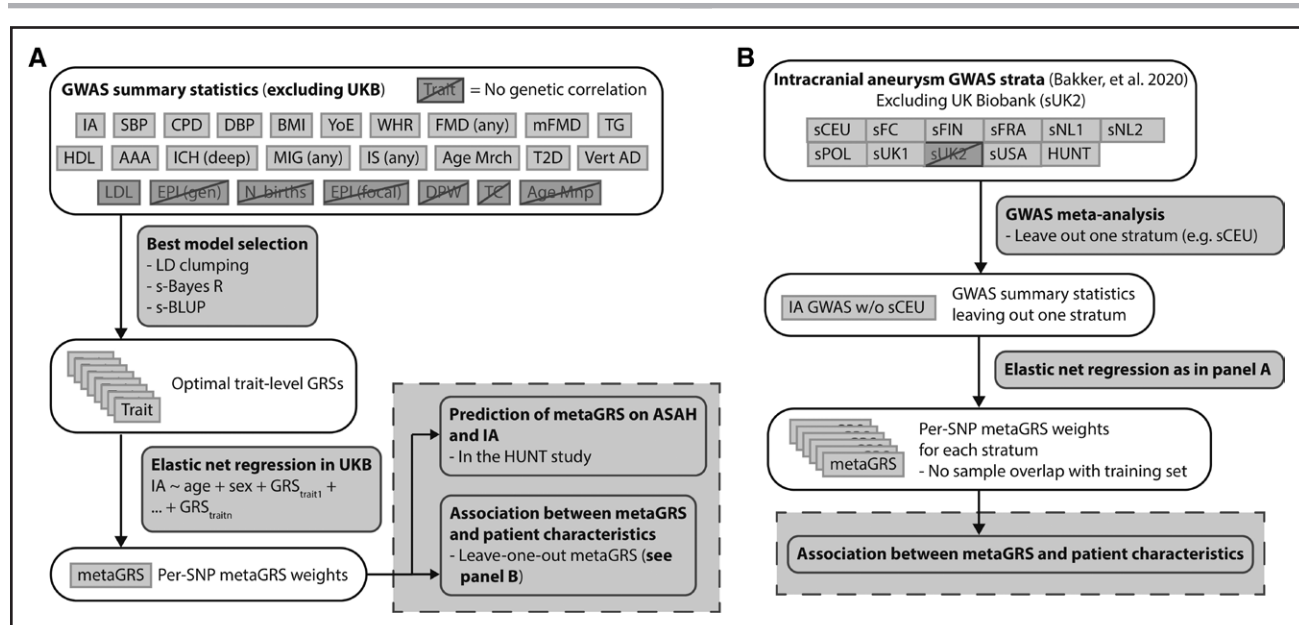 A
GWAS summary statistics (excluding UKB) Trait = No genetic correlation
IA SBP CPD DBP BMI YoE WHR FMD (any) mFMD TG
HDL AAA ICH (deep) MIG (any) IS (any) Age Mrch T2D Vert AD
LDL EPI (gen) N. births EPI (focal) DPW TC Age Mnp
Best model selection
- LD clumping
- s-Bayes R
- s-BLUP
Trait
Optimal trait-level GRSs
Elastic net regression in UKB
IA ~ age + sex + GRStrait1 +
... + GRStraitn
metaGRS Per-SNP metaGRS weights
Prediction of metaGRS on ASAH
and IA
- In the HUNT study
Association between metaGRS
and patient characteristics
- Leave-one-out metaGRS (see
panel B)
B
Intracranial aneurysm GWAS strata (Bakker, et al. 2020)
Excluding UK Biobank (sUK2)
sCEU sFC sFIN sFRA sNL1 sNL2
sPOL sUK1 sUK2 sUSA HUNT
GWAS meta-analysis
- Leave out one stratum (e.g. sCEU)
IA GWAS w/o sCEU
GWAS summary statistics
leaving out one stratum
Elastic net regression as in panel A
metaGRS
Per-SNP metaGRS weights
for each stratum
- No sample overlap with training set
Association between metaGRS and patient characteristics